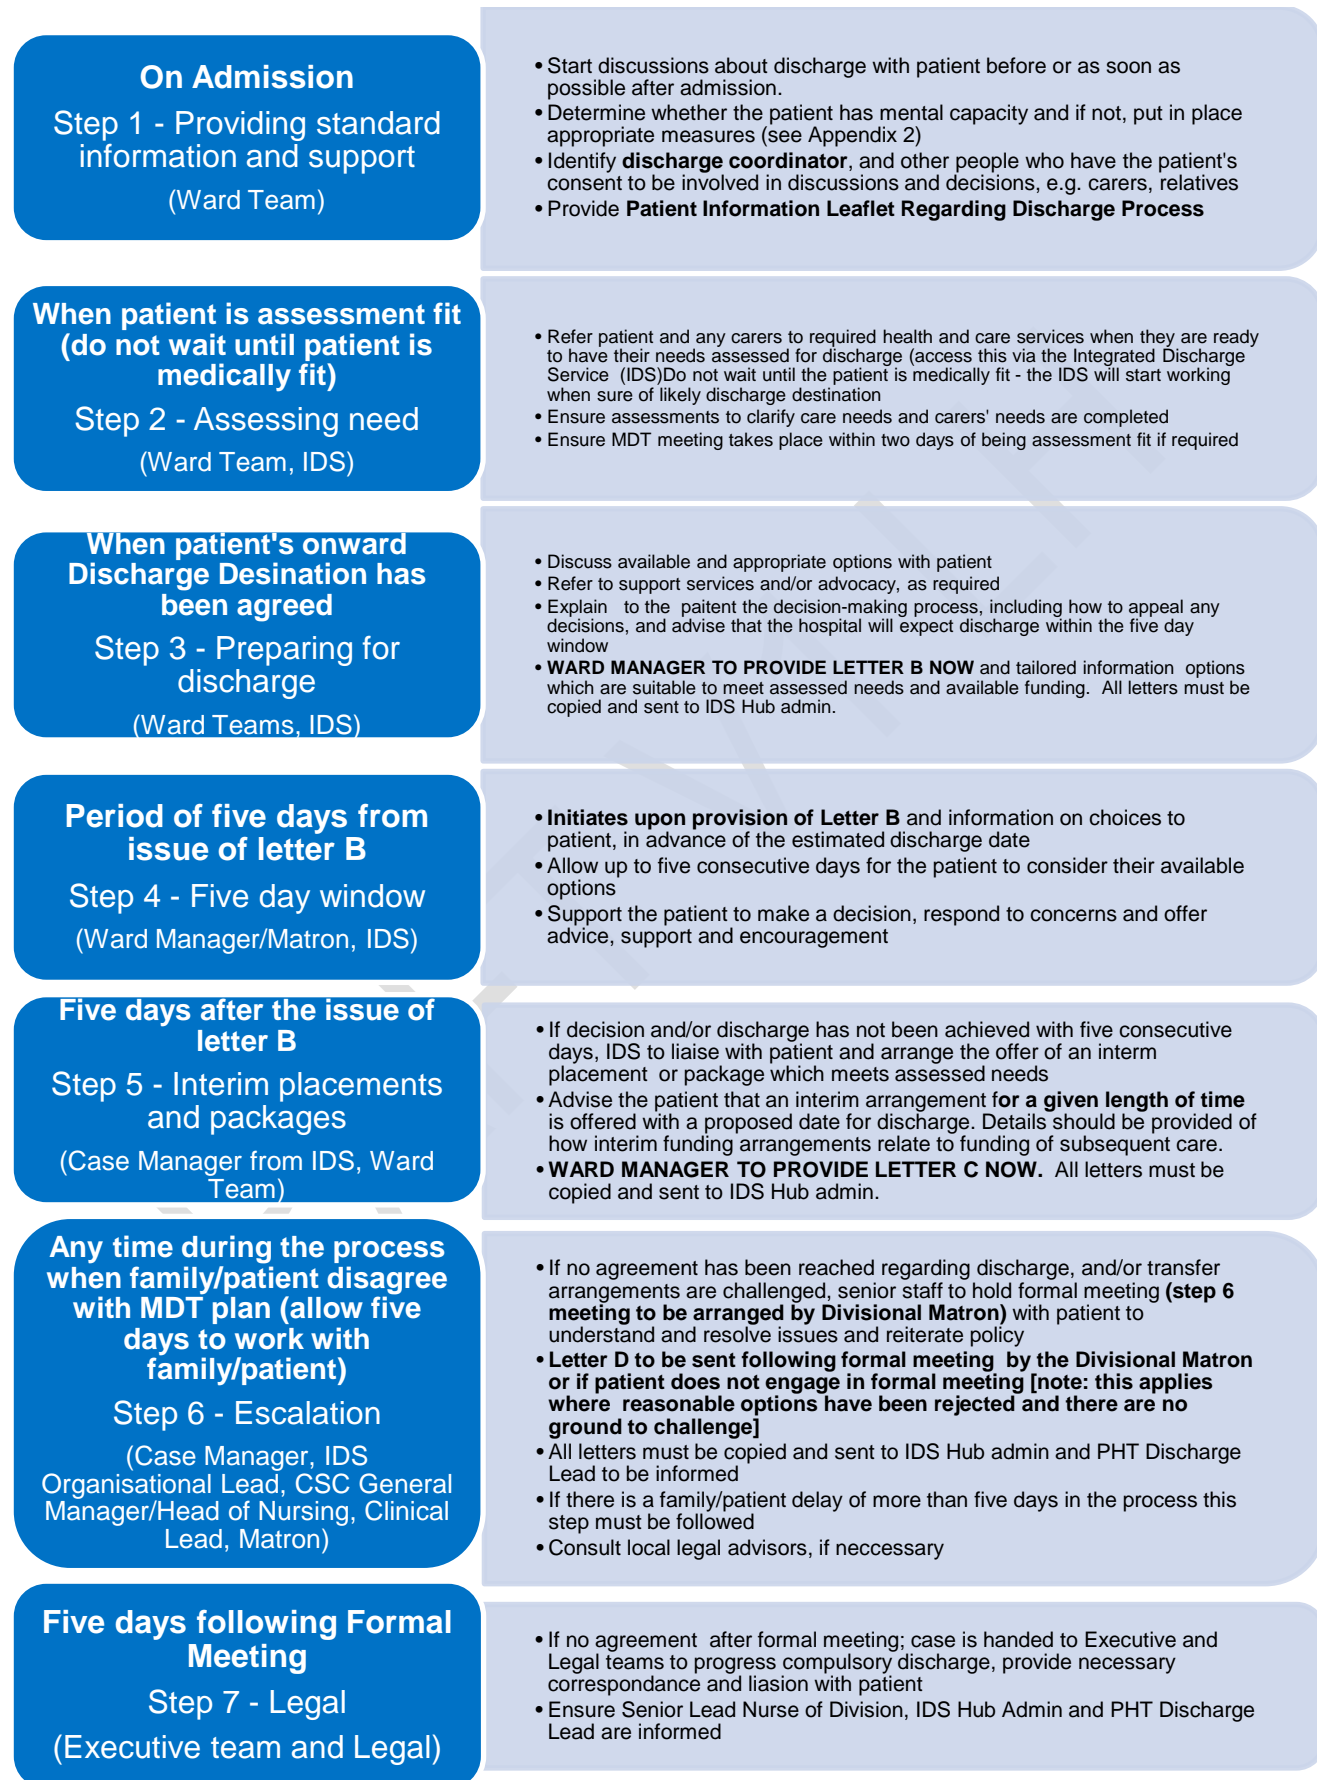 On Admission
Step 1 - Providing standard
information and support
(Ward Team)
• Start discussions about discharge with patient before or as soon as
possible after admission.
• Determine whether the patient has mental capacity and if not, put in place
appropriate measures (see Appendix 2)
• Identify discharge coordinator, and other people who have the patient's
consent to be involved in discussions and decisions, e.g. carers, relatives
• Provide Patient Information Leaflet Regarding Discharge Process
When patient is assessment fit
(do not wait until patient is
medically fit)
Step 2 - Assessing need
(Ward Team, IDS)
• Refer patient and any carers to required health and care services when they are ready
to have their needs assessed for discharge (access this via the Integrated Discharge
Service (IDS)Do not wait until the patient is medically fit - the IDS will start working
when sure of likely discharge destination
• Ensure assessments to clarify care needs and carers' needs are completed
• Ensure MDT meeting takes place within two days of being assessment fit if required
When patient's onward
Discharge Desination has
been agreed
Step 3 - Preparing for
discharge
(Ward Teams, IDS)
• Discuss available and appropriate options with patient
• Refer to support services and/or advocacy, as required
• Explain to the paitent the decision-making process, including how to appeal any
decisions, and advise that the hospital will expect discharge within the five day
window
• WARD MANAGER TO PROVIDE LETTER B NOW and tailored information options
which are suitable to meet assessed needs and available funding. All letters must be
copied and sent to IDS Hub admin.
Period of five days from
issue of letter B
Step 4 - Five day window
(Ward Manager/Matron, IDS)
• Initiates upon provision of Letter B and information on choices to
patient, in advance of the estimated discharge date
• Allow up to five consecutive days for the patient to consider their available
options
• Support the patient to make a decision, respond to concerns and offer
advice, support and encouragement
Five days after the issue of
letter B
Step 5 - Interim placements
and packages
(Case Manager from IDS, Ward
Team)
• If decision and/or discharge has not been achieved with five consecutive
days, IDS to liaise with patient and arrange the offer of an interm
placement or package which meets assessed needs
• Advise the patient that an interim arrangement for a given length of time
is offered with a proposed date for discharge. Details should be provided of
how interim funding arrangements relate to funding of subsequent care.
• WARD MANAGER TO PROVIDE LETTER C NOW. All letters must be
copied and sent to IDS Hub admin.
Any time during the process
when family/patient disagree
with MDT plan (allow five
days to work with
family/patient)
Step 6 - Escalation
(Case Manager, IDS
Organisational Lead, CSC General
Manager/Head of Nursing, Clinical
Lead, Matron)
• If no agreement has been reached regarding discharge, and/or transfer
arrangements are challenged, senior staff to hold formal meeting (step 6
meeting to be arranged by Divisional Matron) with patient to
understand and resolve issues and reiterate policy
• Letter D to be sent following formal meeting by the Divisional Matron
or if patient does not engage in formal meeting [note: this applies
where reasonable options have been rejected and there are no
ground to challenge]
• All letters must be copied and sent to IDS Hub admin and PHT Discharge
Lead to be informed
• If there is a family/patient delay of more than five days in the process this
step must be followed
• Consult local legal advisors, if neccessary
Five days following Formal
Meeting
Step 7 - Legal
(Executive team and Legal)
• If no agreement after formal meeting; case is handed to Executive and
Legal teams to progress compulsory discharge, provide necessary
correspondance and liasion with patient
• Ensure Senior Lead Nurse of Division, IDS Hub Admin and PHT Discharge
Lead are informed